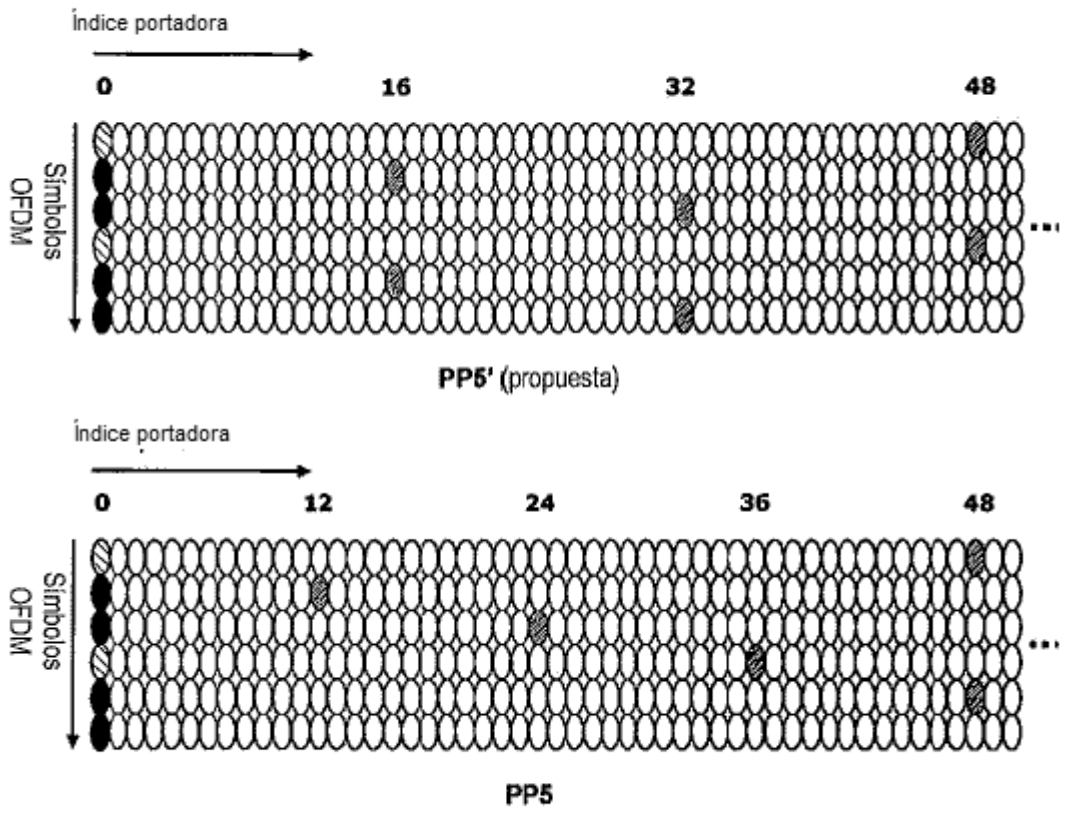 Índice portadora
0 16 32 48
Símbolos
OFDM
...
PP5' (propuesta)
Índice portadora
0 12 24 36 48
Símbolos
OFDM
...
PP5